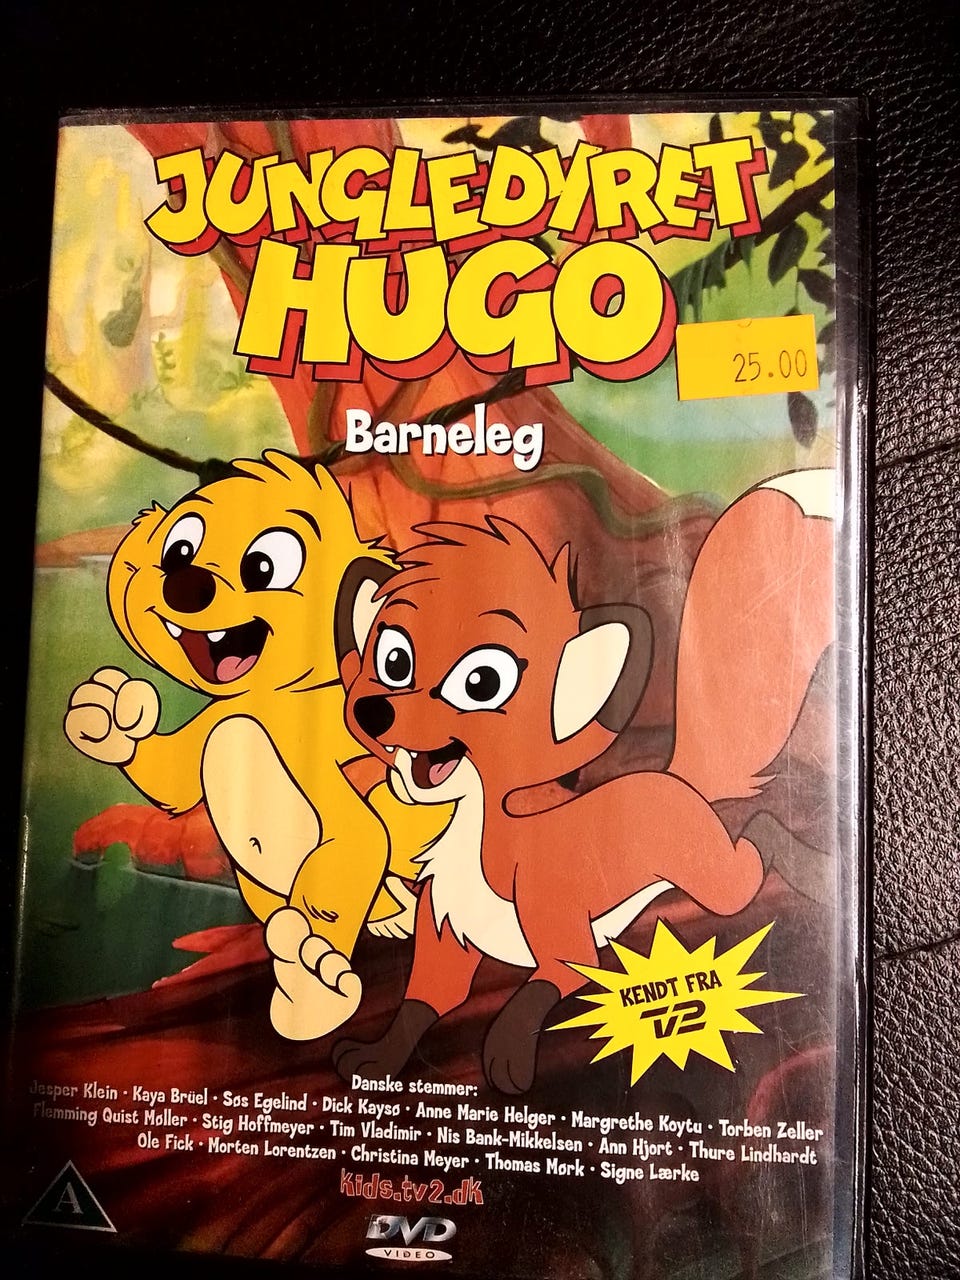 JUNGLEDYRET
HUGO
25.00
Barneleg
KENDT FRA
TV2
Danske stemmer:
Jesper Klein · Kaya Brüel · Søs Egelind · Dick Kaysø · Anne Marie Helger · Margrethe Koytu · Torben Zeller
Flemming Quist Møller · Stig Hoffmeyer · Tim Vladimir · Nis Bank-Mikkelsen · Ann Hjort · Thure Lindhardt
Ole Fick · Morten Lorentzen · Christina Meyer · Thomas Mørk · Signe Lærke
kids.tv2.dk
A
DVD
VIDEO